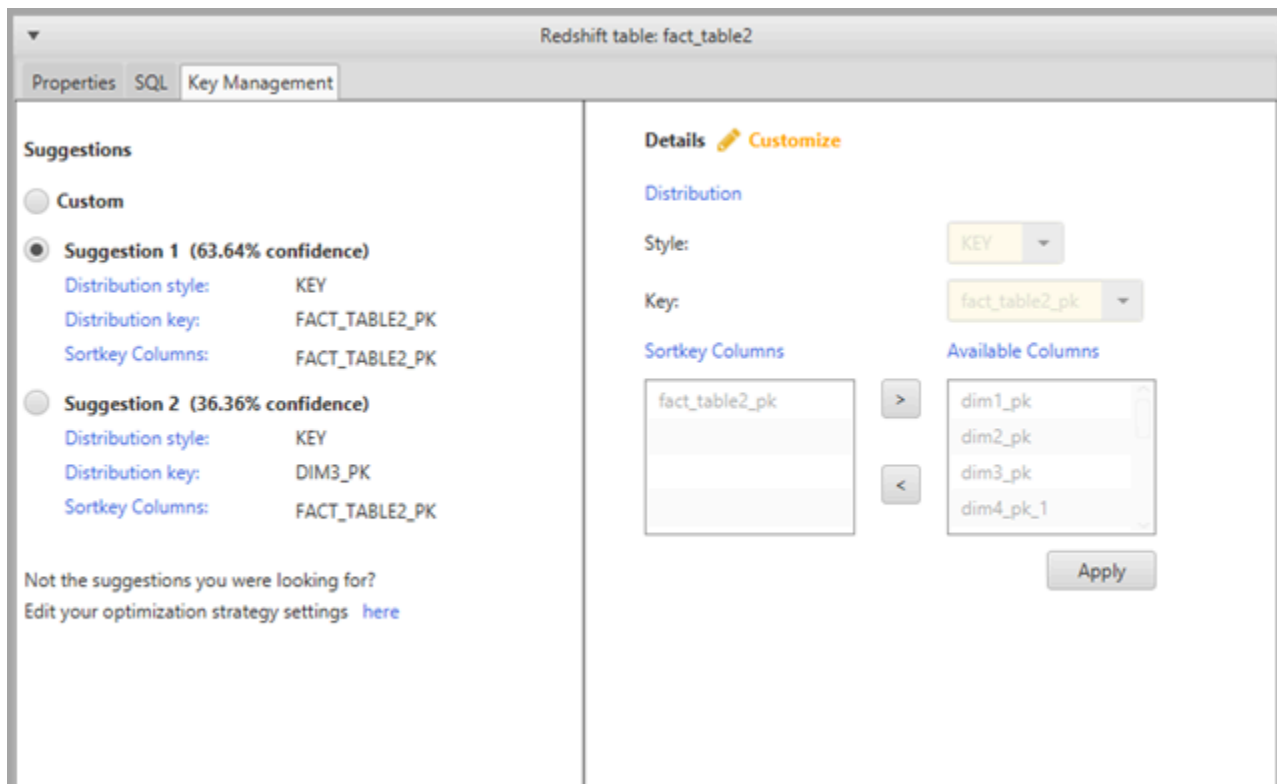 Redshift table: fact_table2
Properties SQL Key Management
Suggestions
Custom
Suggestion 1 (63.64% confidence)
Distribution style: KEY
Distribution key: FACT_TABLE2_PK
Sortkey Columns: FACT_TABLE2_PK
Suggestion 2 (36.36% confidence)
Distribution style: KEY
Distribution key: DIM3_PK
Sortkey Columns: FACT_TABLE2_PK
Not the suggestions you were looking for?
Edit your optimization strategy settings here
Details Customize
Distribution
Style: KEY
Key: fact_table2_pk
Sortkey Columns Available Columns
fact_table2_pk > dim1_pk
dim2_pk
dim3_pk
< dim4_pk_1
Apply